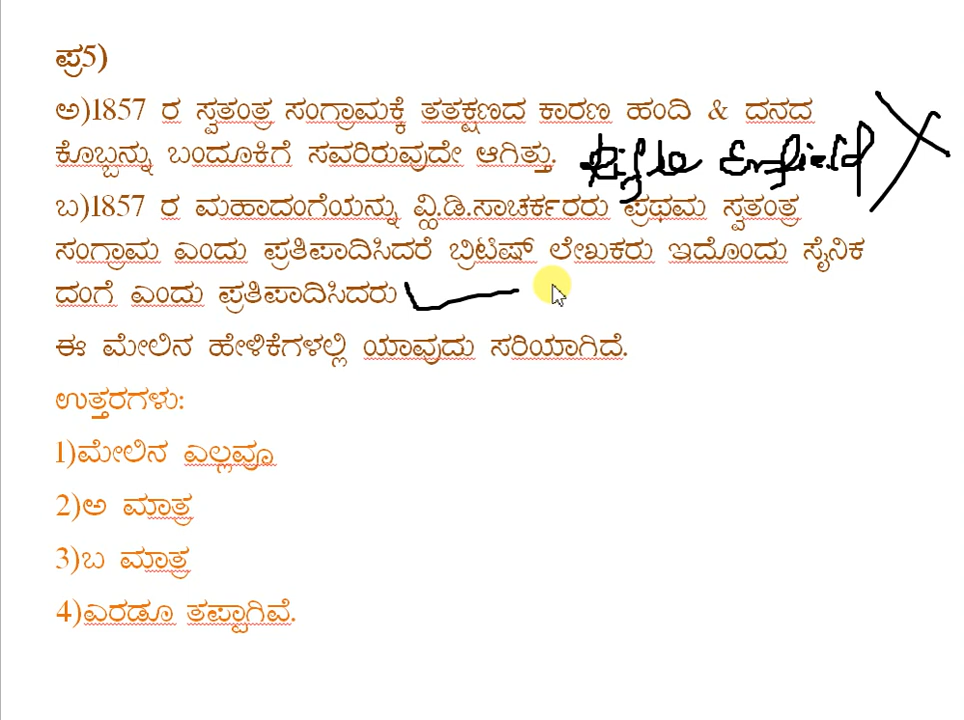 ಪ್ರ5)
ಅ)1857 ರ ಸ್ವತಂತ್ರ ಸಂಗ್ರಾಮಕ್ಕೆ ತತಕ್ಷಣದ ಕಾರಣ ಹಂದಿ & ದನದ
ಕೊಬ್ಬನ್ನು ಬಂದೂಕಿಗೆ ಸವರಿರುವುದೇ ಆಗಿತ್ತು. Rifle Enfield
ಬ)1857 ರ ಮಹಾದಂಗೆಯನ್ನು ವ್ಹಿ.ಡಿ.ಸಾಚರ್ಕರರು ಪ್ರಥಮ ಸ್ವತಂತ್ರ
ಸಂಗ್ರಾಮ ಎಂದು ಪ್ರತಿಪಾದಿಸಿದರೆ ಬ್ರಿಟಿಷ್ ಲೇಖಕರು ಇದೊಂದು ಸೈನಿಕ
ದಂಗೆ ಎಂದು ಪ್ರತಿಪಾದಿಸಿದರು
ಈ ಮೇಲಿನ ಹೇಳಿಕೆಗಳಲ್ಲಿ ಯಾವುದು ಸರಿಯಾಗಿದೆ.
ಉತ್ತರಗಳು:
1)ಮೇಲಿನ ಎಲ್ಲವೂ
2)ಅ ಮಾತ್ರ
3)ಬ ಮಾತ್ರ
4)ಎರಡೂ ತಪ್ಪಾಗಿವೆ.